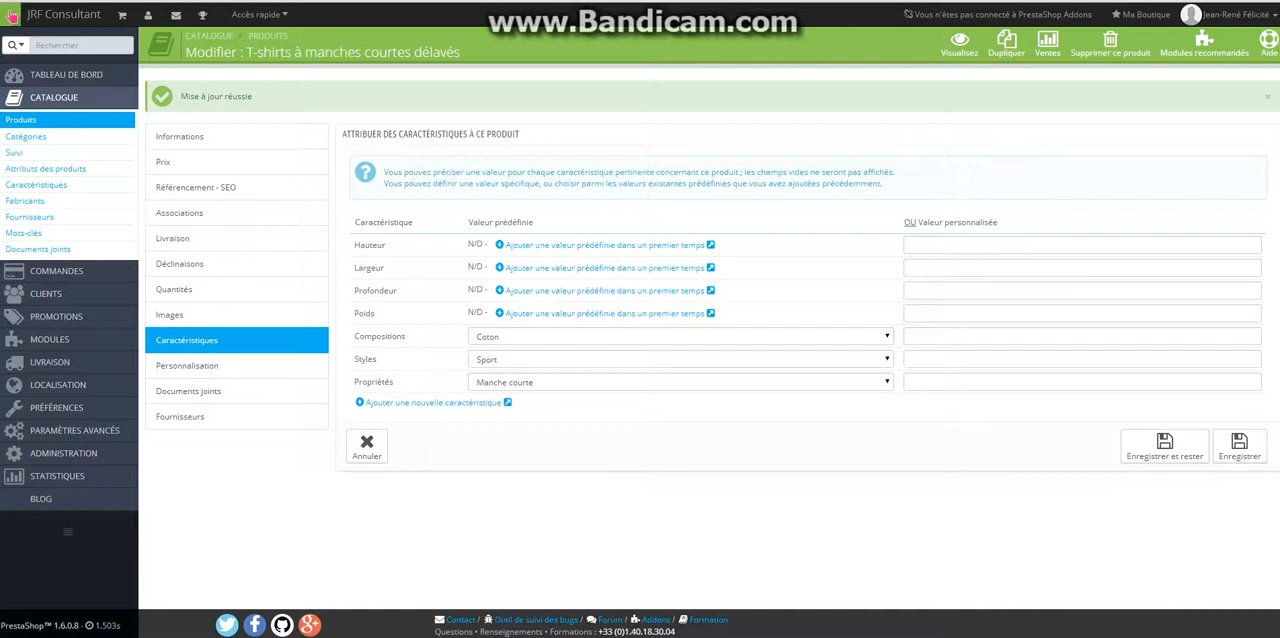 www.Bandicam.com
JRF Consultant
Accès rapide
Vous n'êtes pas connecté à PrestaShop Addons
Ma Boutique
Jean-René Félicité
Rechercher
CATALOGUE / PRODUITS
Modifier : T-shirts à manches courtes délavés
Visualisez
Dupliquer
Ventes
Supprimer ce produit
Modules recommandés
Aide
TABLEAU DE BORD
CATALOGUE
Produits
Catégories
Suivi
Attributs des produits
Caractéristiques
Fabricants
Fournisseurs
Mots-clés
Documents joints
COMMANDES
CLIENTS
PROMOTIONS
MODULES
LIVRAISON
LOCALISATION
PRÉFÉRENCES
PARAMÈTRES AVANCÉS
ADMINISTRATION
STATISTIQUES
BLOG
Mise à jour réussie
×
Informations
Prix
Référencement - SEO
Associations
Livraison
Déclinaisons
Quantités
Images
Caractéristiques
Personnalisation
Documents joints
Fournisseurs
ATTRIBUER DES CARACTÉRISTIQUES À CE PRODUIT
Vous pouvez préciser une valeur pour chaque caractéristique pertinente concernant ce produit ; les champs vides ne seront pas affichés.
Vous pouvez définir une valeur spécifique, ou choisir parmi les valeurs existantes prédéfinies que vous avez ajoutées précédemment.
Caractéristique Valeur prédéfinie OU Valeur personnalisée
Hauteur N/D - Ajouter une valeur prédéfinie dans un premier temps
Largeur N/D - Ajouter une valeur prédéfinie dans un premier temps
Profondeur N/D - Ajouter une valeur prédéfinie dans un premier temps
Poids N/D - Ajouter une valeur prédéfinie dans un premier temps
Compositions Coton
Styles Sport
Propriétés Manche courte
Ajouter une nouvelle caractéristique
Annuler
Enregistrer et rester
Enregistrer
PrestaShop™ 1.6.0.8 - 1.503s
Contact / Outil de suivi des bugs / Forum / Addons / Formation
Questions • Renseignements • Formations : +33 (0)1.40.18.30.04